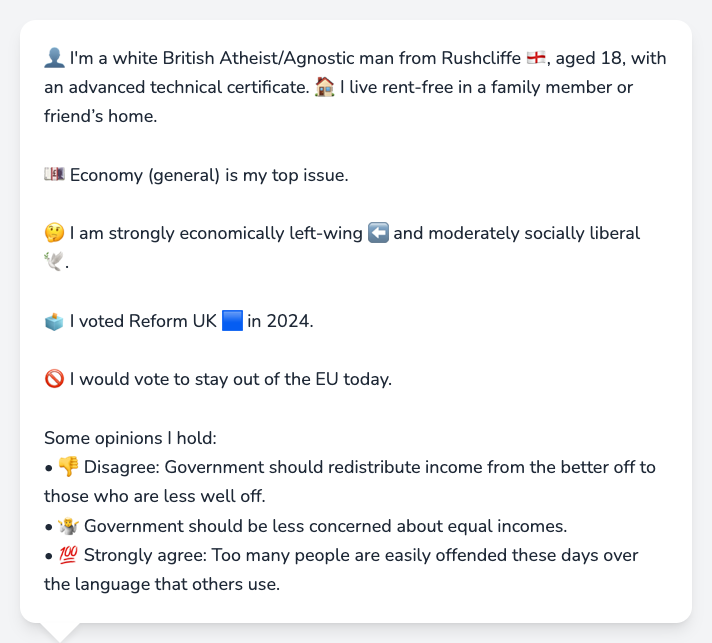 👤 I'm a white British Atheist/Agnostic man from Rushcliffe 🏴󠁧󠁢󠁥󠁮󠁧󠁿, aged 18, with
an advanced technical certificate. 🏠 I live rent-free in a family member or
friend’s home.
💷 Economy (general) is my top issue.
🤔 I am strongly economically left-wing ⬅️ and moderately socially liberal
🕊️.
🗳️ I voted Reform UK 🟦 in 2024.
🚫 I would vote to stay out of the EU today.
Some opinions I hold:
• 👎 Disagree: Government should redistribute income from the better off to
those who are less well off.
• 🤷 Government should be less concerned about equal incomes.
• 💯 Strongly agree: Too many people are easily offended these days over
the language that others use.